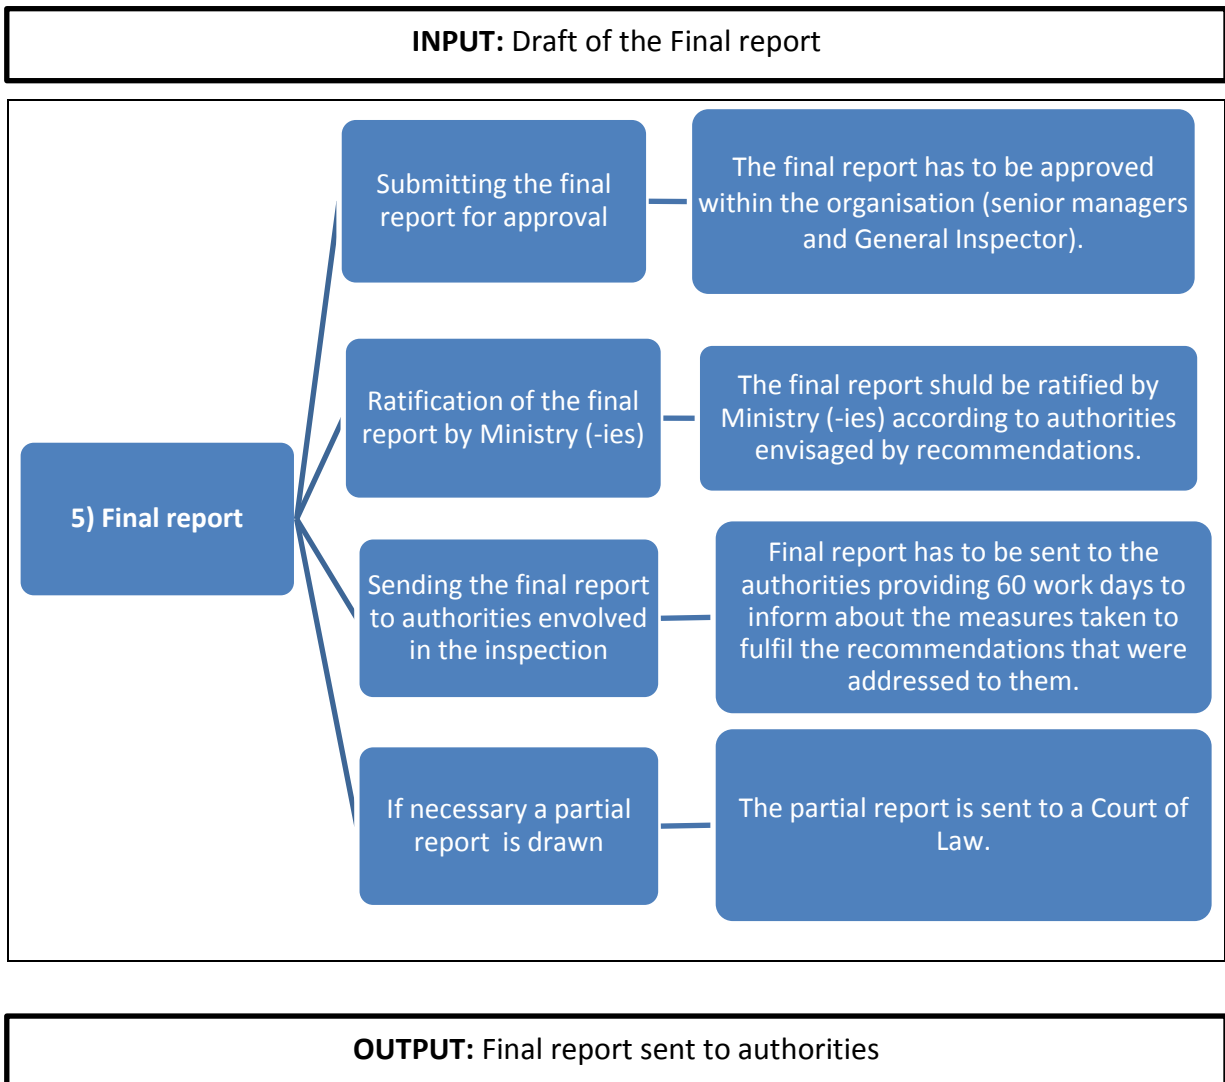 INPUT: Draft of the Final report
Submitting the final
report for approval
The final report has to be approved
within the organisation (senior managers
and General Inspector).
Ratification of the final
report by Ministry (-ies)
The final report shuld be ratified by
Ministry (-ies) according to authorities
envisaged by recommendations.
5) Final report
Sending the final report
to authorities envolved
in the inspection
Final report has to be sent to the
authorities providing 60 work days to
inform about the measures taken to
fulfil the recommendations that were
addressed to them.
If necessary a partial
report  is drawn
The partial report is sent to a Court of
Law.
OUTPUT: Final report sent to authorities